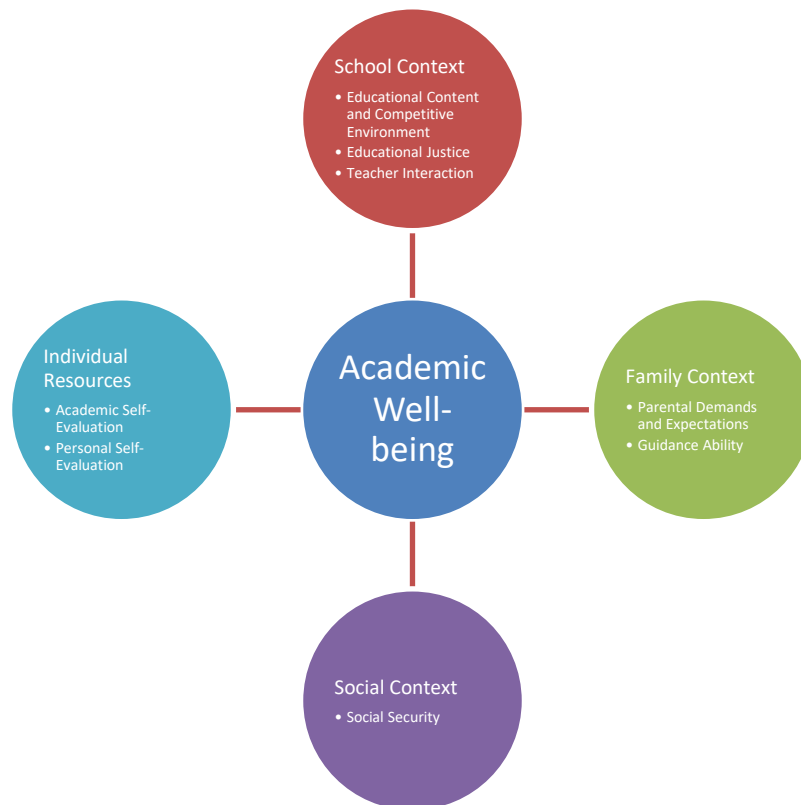 School Context
• Educational Content
and Competitive
Environment
• Educational Justice
• Teacher Interaction
Individual
Resources
• Academic Self-
Evaluation
• Personal Self-
Evaluation
Academic
Well-
being
Family Context
• Parental Demands
and Expectations
• Guidance Ability
Social Context
• Social Security